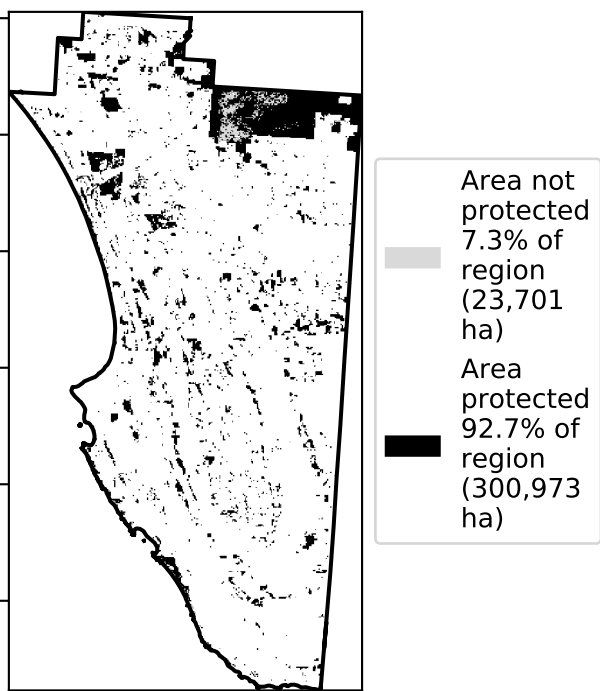 Area not
protected
7.3% of
region
(23,701
ha)
Area
protected
92.7% of
region
(300,973
ha)